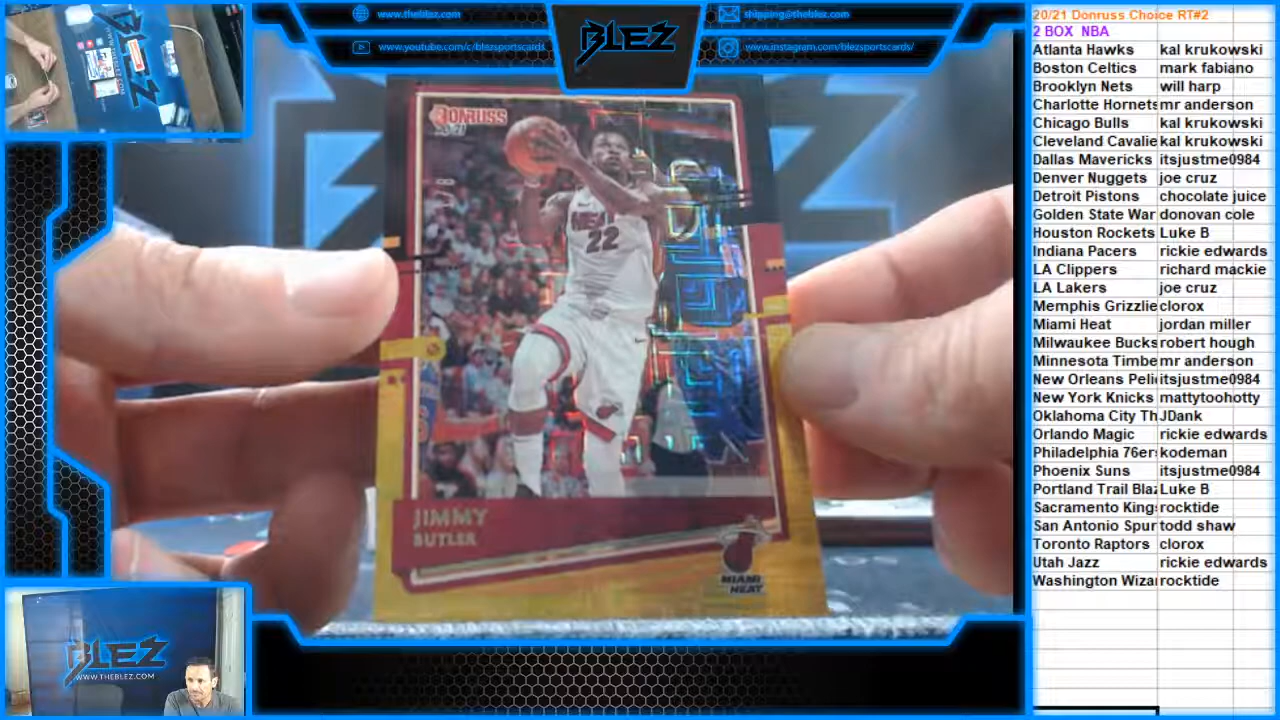 www.theblez.com
www.youtube.com/c/blezsportscards
BLEZ
shipping@theblez.com
www.instagram.com/blezsportscards/
DONRUSS
HEAT
22
JIMMY
BUTLER
MIAMI
HEAT
BLEZ
WWW.THEBLEZ.COM
20/21 Donruss Choice RT#2
2 BOX NBA
Atlanta Hawks kal krukowski
Boston Celtics mark fabiano
Brooklyn Nets will harp
Charlotte Hornets mr anderson
Chicago Bulls kal krukowski
Cleveland Cavalie kal krukowski
Dallas Mavericks itsjustme0984
Denver Nuggets joe cruz
Detroit Pistons chocolate juice
Golden State War donovan cole
Houston Rockets Luke B
Indiana Pacers rickie edwards
LA Clippers richard mackie
LA Lakers joe cruz
Memphis Grizzlie clorox
Miami Heat jordan miller
Milwaukee Bucks robert hough
Minnesota Timbe mr anderson
New Orleans Peli itsjustme0984
New York Knicks mattytoohotty
Oklahoma City Th JDank
Orlando Magic rickie edwards
Philadelphia 76er kodeman
Phoenix Suns itsjustme0984
Portland Trail Blaz Luke B
Sacramento King rocktide
San Antonio Spur todd shaw
Toronto Raptors clorox
Utah Jazz rickie edwards
Washington Wizar rocktide